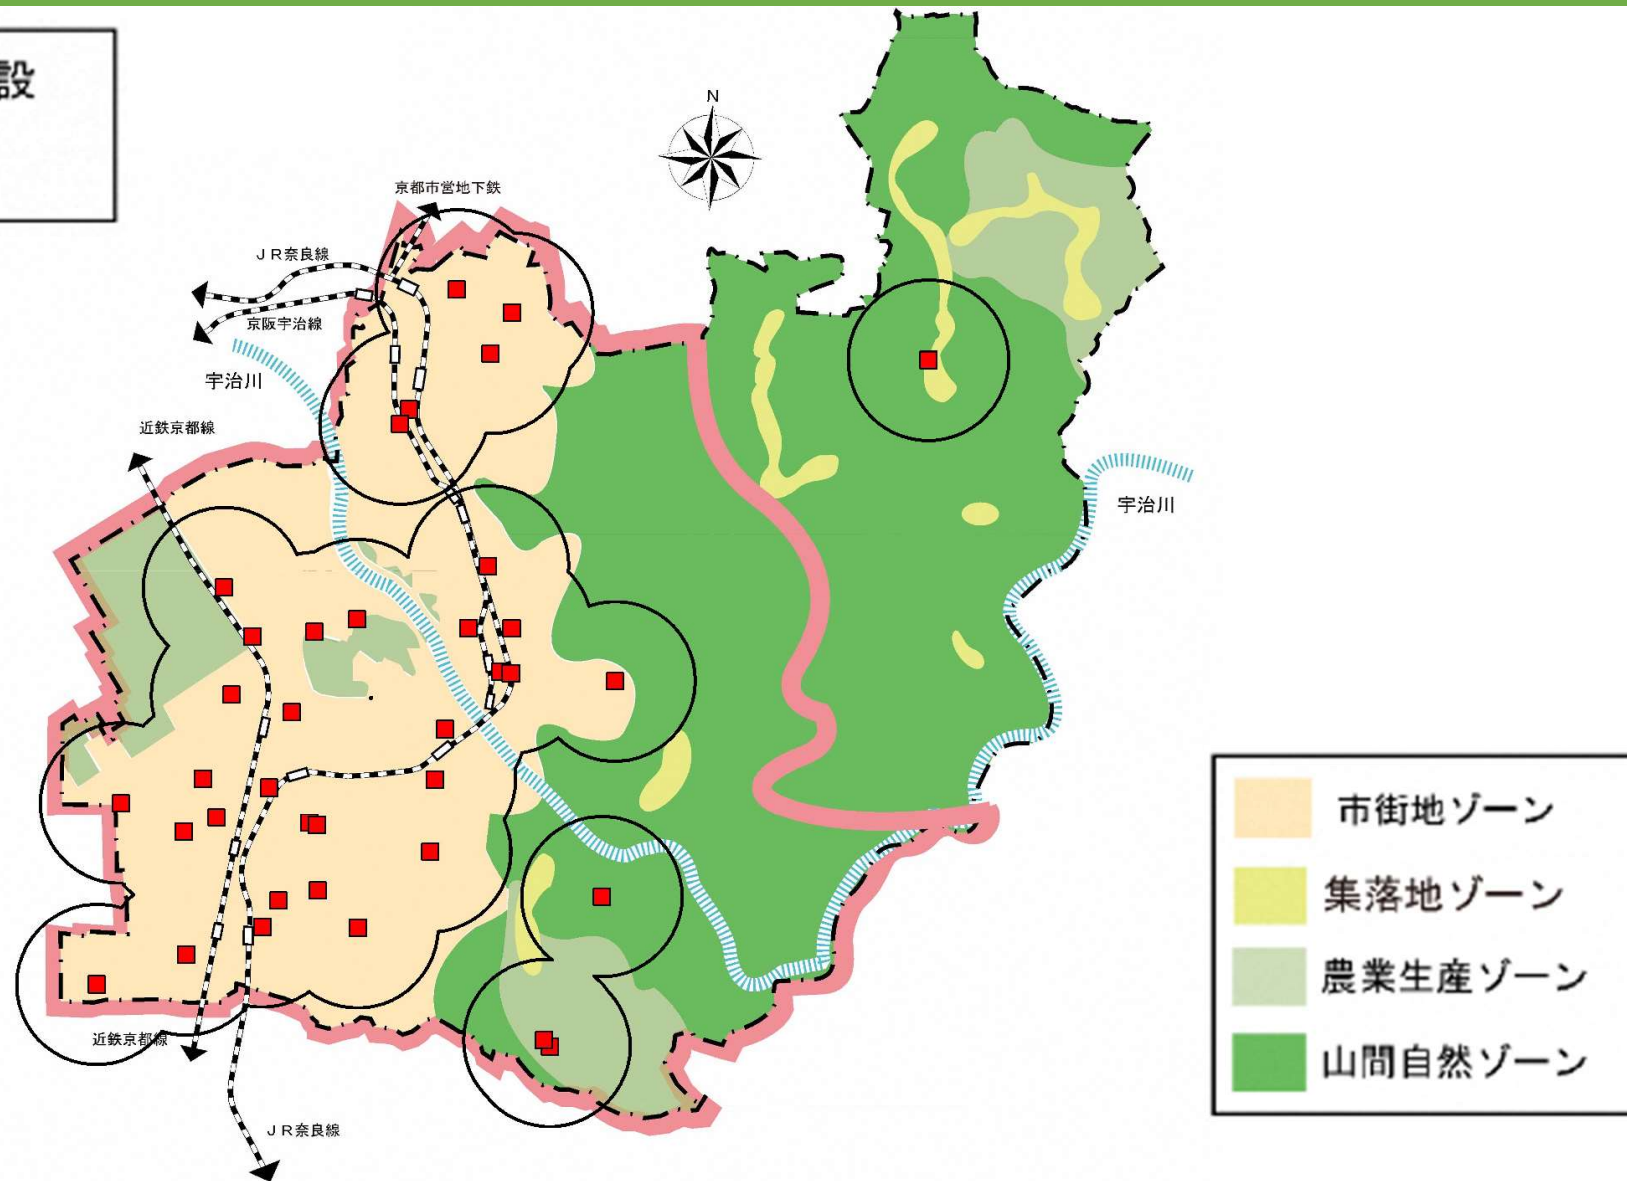 設
N
京都市営地下鉄
JR奈良線
京阪宇治線
宇治川
近鉄京都線
宇治川
近鉄京都線
JR奈良線
市街地ゾーン
集落地ゾーン
農業生産ゾーン
山間自然ゾーン